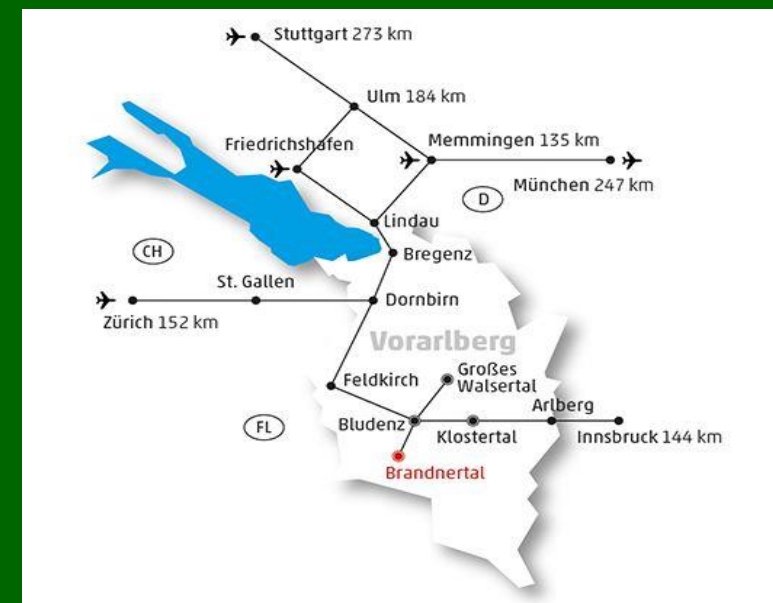 Stuttgart 273 km
Ulm 184 km
Friedrichshafen
Memmingen 135 km
München 247 km
D
Lindau
CH
Bregenz
St. Gallen
Dornbirn
Zürich 152 km
Vorarlberg
Großes
Walsertal
Feldkirch
Arlberg
FL
Bludenz
Klostertal
Innsbruck 144 km
Brandnertal